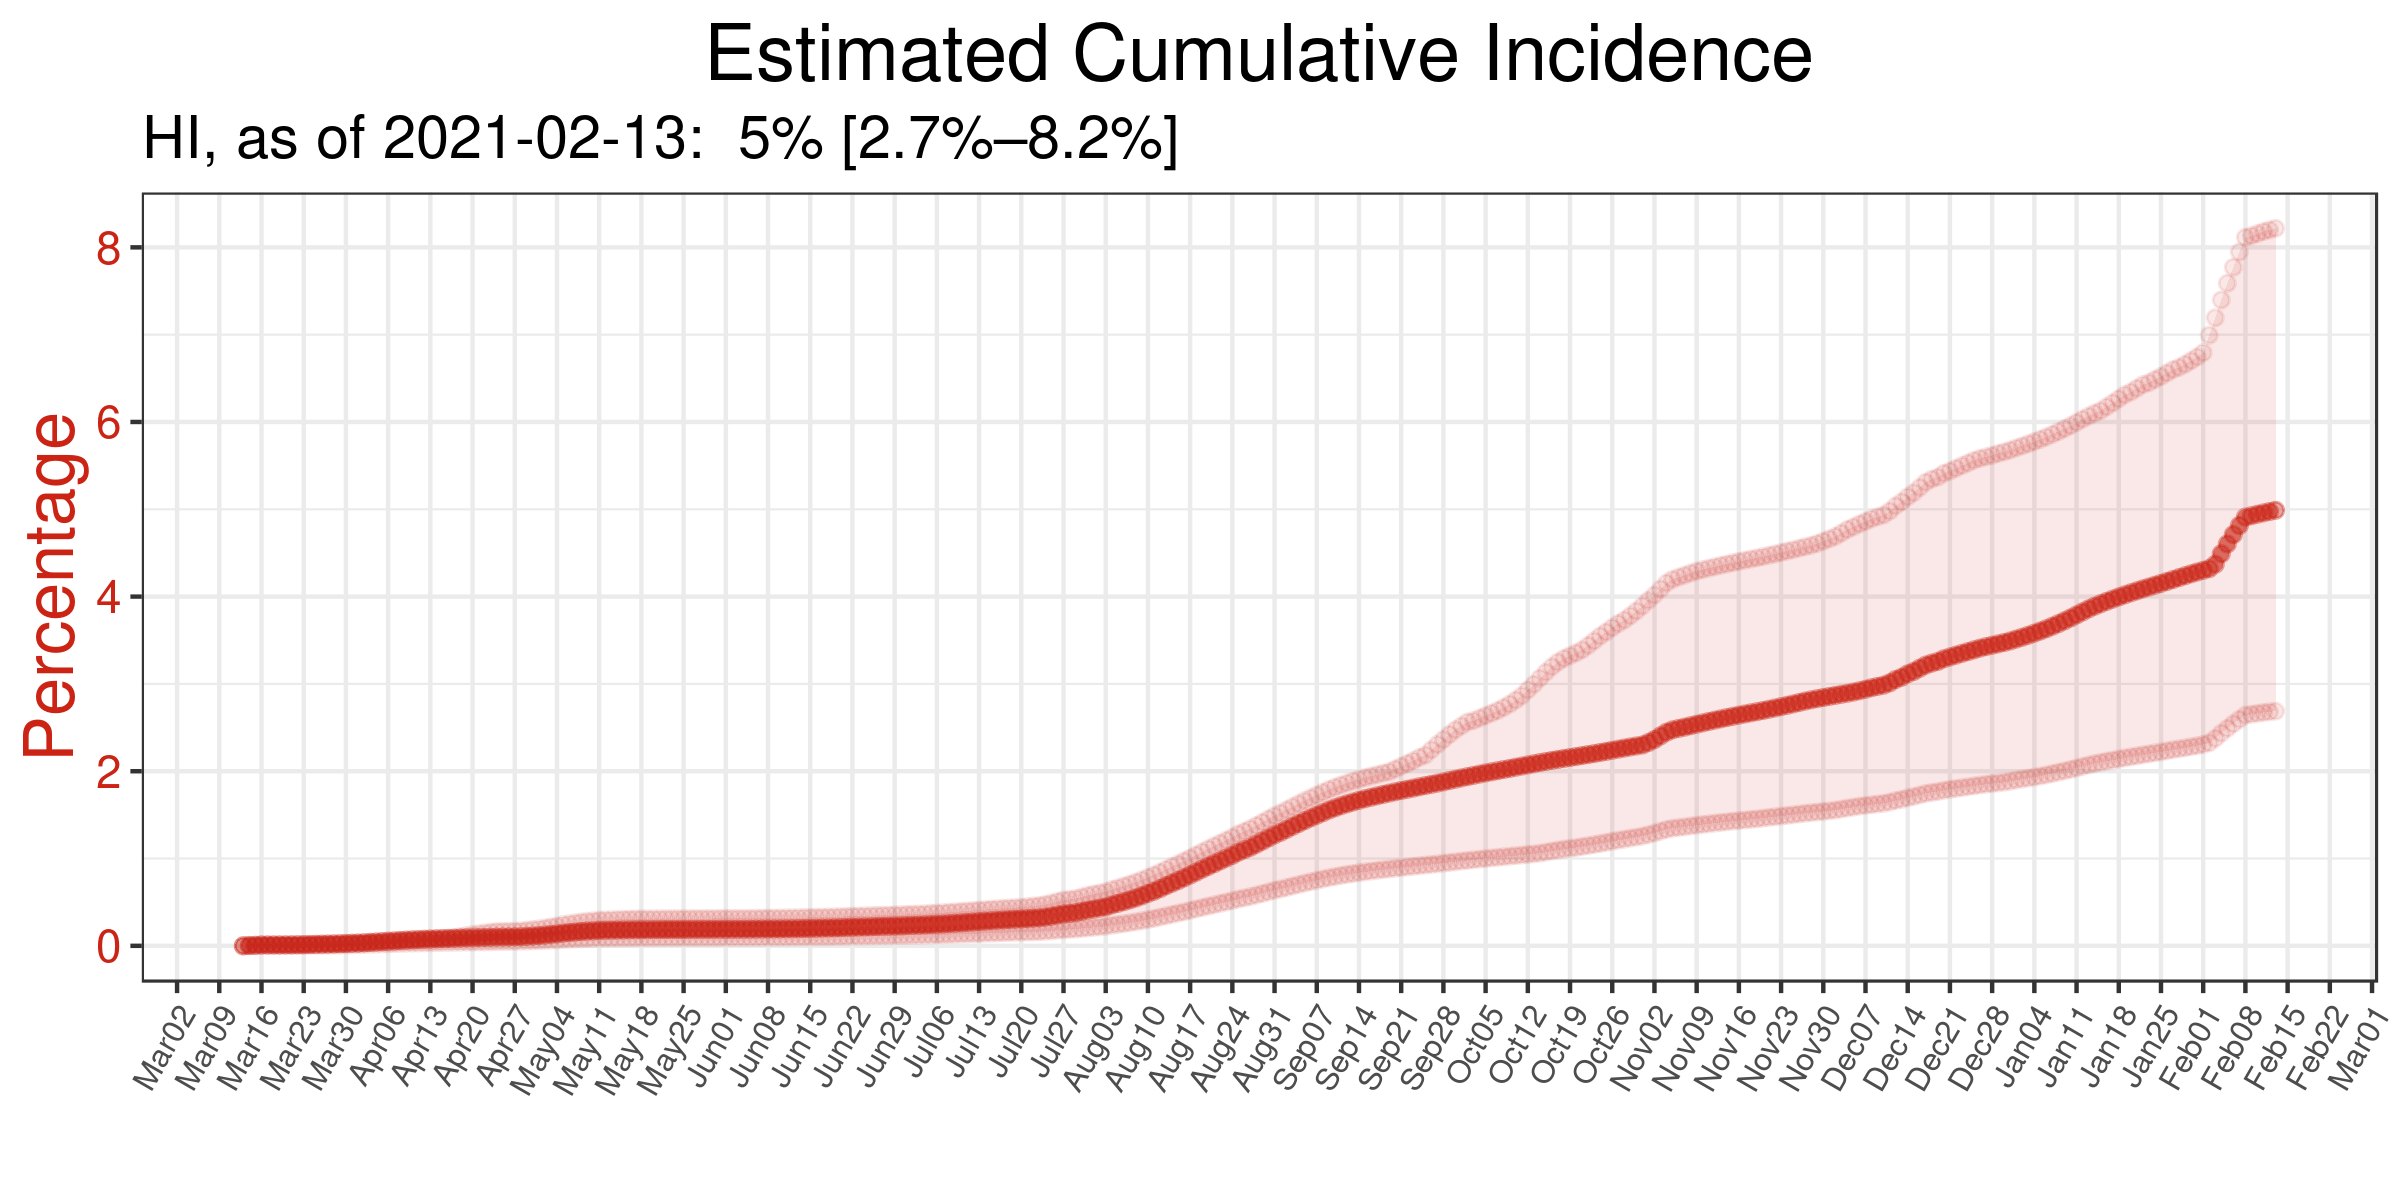 Estimated Cumulative Incidence
HI, as of 2021-02-13:  5% [2.7%–8.2%]
Percentage
8
6
4
2
0
Mar02
Mar09
Mar16
Mar23
Mar30
Apr06
Apr13
Apr20
Apr27
May04
May11
May18
May25
Jun01
Jun08
Jun15
Jun22
Jun29
Jul06
Jul13
Jul20
Jul27
Aug03
Aug10
Aug17
Aug24
Aug31
Sep07
Sep14
Sep21
Sep28
Oct05
Oct12
Oct19
Oct26
Nov02
Nov09
Nov16
Nov23
Nov30
Dec07
Dec14
Dec21
Dec28
Jan04
Jan11
Jan18
Jan25
Feb01
Feb08
Feb15
Feb22
Mar01